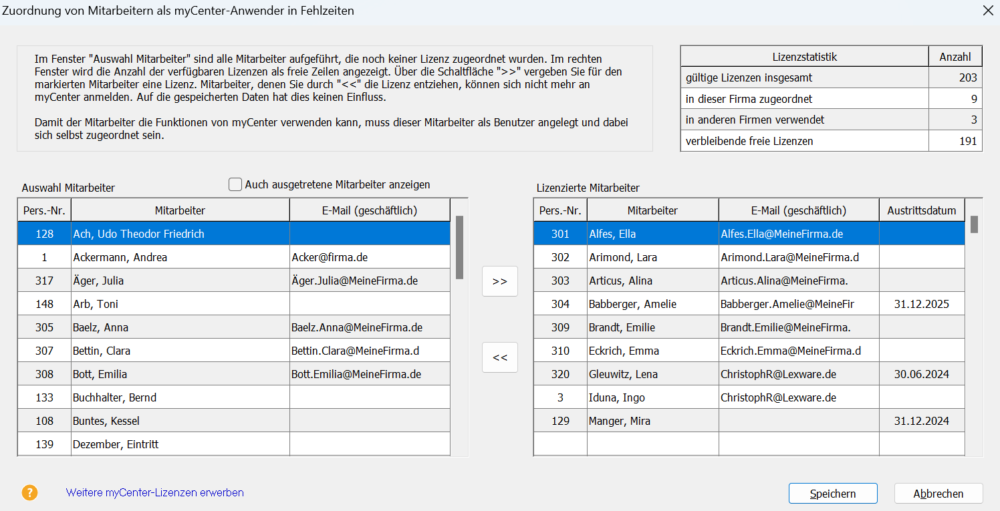 Zuordnung von Mitarbeitern als myCenter-Anwender in Fehlzeiten
Im Fenster "Auswahl Mitarbeiter" sind alle Mitarbeiter aufgeführt, die noch keiner Lizenz zugeordnet wurden. Im rechten
Fenster wird die Anzahl der verfügbaren Lizenzen als freie Zeilen angezeigt. Über die Schaltfläche ">>" vergeben Sie für den
markierten Mitarbeiter eine Lizenz. Mitarbeiter, denen Sie durch "<<" die Lizenz entziehen, können sich nicht mehr an
myCenter anmelden. Auf die gespeicherten Daten hat dies keinen Einfluss.
Damit der Mitarbeiter die Funktionen von myCenter verwenden kann, muss dieser Mitarbeiter als Benutzer angelegt und dabei
sich selbst zugeordnet sein.
Lizenzstatistik Anzahl
gültige Lizenzen insgesamt 203
in dieser Firma zugeordnet 9
in anderen Firmen verwendet 3
verbleibende freie Lizenzen 191
Auswahl Mitarbeiter Auch ausgetretene Mitarbeiter anzeigen
Pers.-Nr. Mitarbeiter E-Mail (geschäftlich)
128 Ach, Udo Theodor Friedrich
1 Ackermann, Andrea Acker@firma.de
317 Äger, Julia Äger.Julia@MeineFirma.de
148 Arb, Toni
305 Baelz, Anna Baelz.Anna@MeineFirma.de
307 Bettin, Clara Bettin.Clara@MeineFirma.d
308 Bott, Emilia Bott.Emilia@MeineFirma.de
133 Buchhalter, Bernd
108 Buntes, Kessel
139 Dezember, Eintritt
>>
<<
Lizenzierte Mitarbeiter
Pers.-Nr. Mitarbeiter E-Mail (geschäftlich) Austrittsdatum
301 Alfes, Ella Alfes.Ella@MeineFirma.de
302 Arimond, Lara Arimond.Lara@MeineFirma.d
303 Articus, Alina Articus.Alina@MeineFirma.
304 Babberger, Amelie Babberger.Amelie@MeineFir 31.12.2025
309 Brandt, Emilie Brandt.Emilie@MeineFirma.
310 Eckrich, Emma Eckrich.Emma@MeineFirma.d
320 Gleuwitz, Lena ChristophR@Lexware.de 30.06.2024
3 Iduna, Ingo ChristophR@Lexware.de
129 Manger, Mira 31.12.2024
? Weitere myCenter-Lizenzen erwerben
Speichern Abbrechen